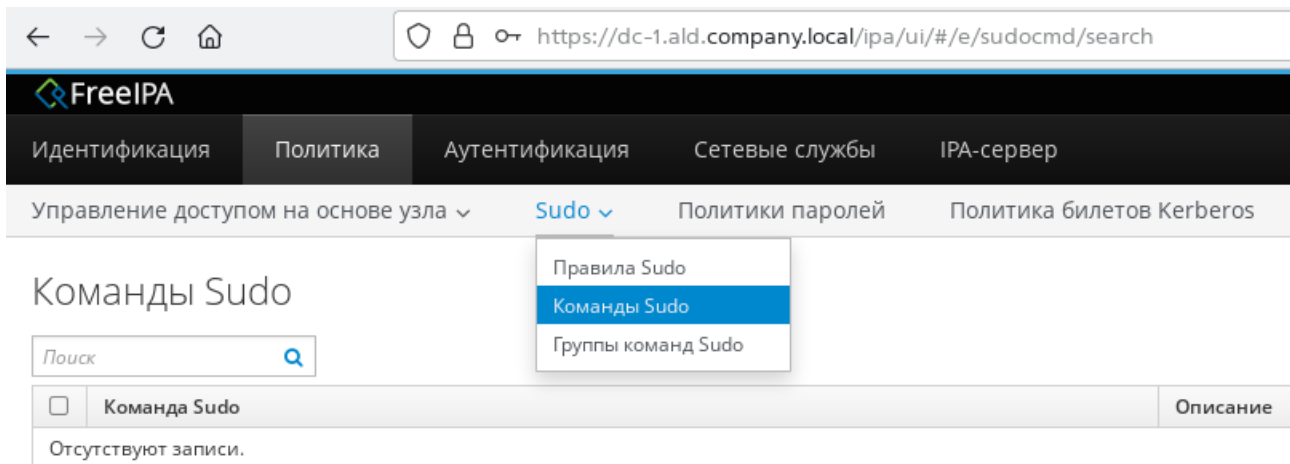 https://dc-1.ald.company.local/ipa/ui/#/e/sudocmd/search
FreeIPA
Идентификация Политика Аутентификация Сетевые службы IPA-сервер
Управление доступом на основе узла Sudo Политики паролей Политика билетов Kerberos
Правила Sudo
Команды Sudo
Группы команд Sudo
Команды Sudo
Поиск
Команда Sudo Описание
Отсутствуют записи.